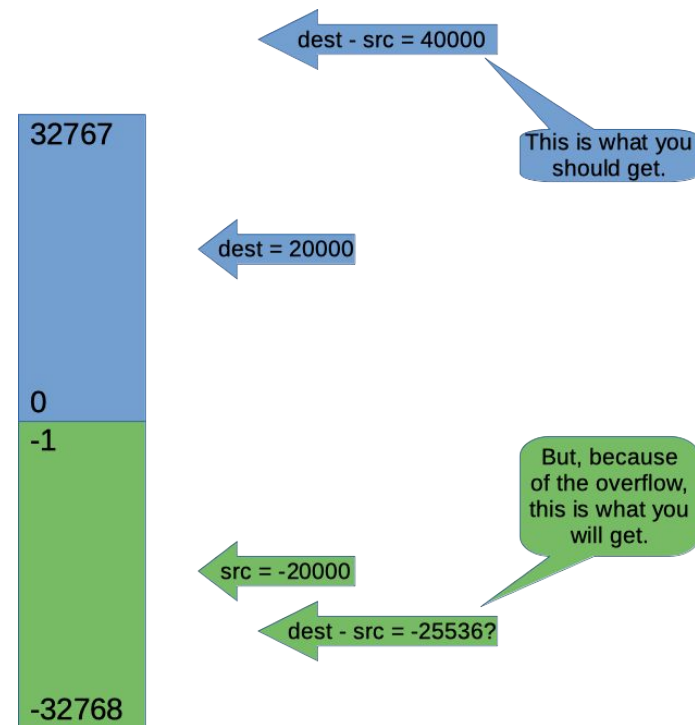 dest - src = 40000
32767
This is what you
should get.
dest = 20000
0
-1
But, because
of the overflow,
this is what you
will get.
src = -20000
dest - src = -25536?
-32768